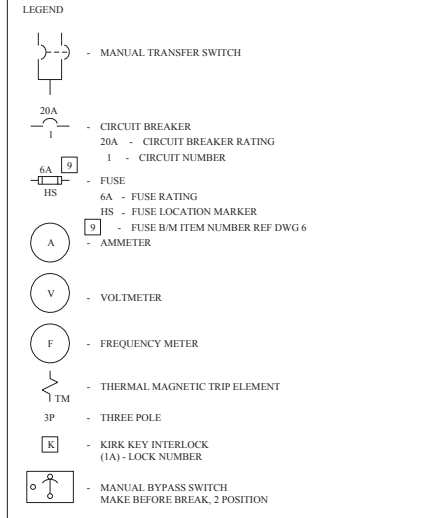 LEGEND
- MANUAL TRANSFER SWITCH
20A
1
- CIRCUIT BREAKER
20A - CIRCUIT BREAKER RATING
1 - CIRCUIT NUMBER
6A 9
HS
- FUSE
6A - FUSE RATING
HS - FUSE LOCATION MARKER
9 - FUSE B/M ITEM NUMBER REF DWG 6
A - AMMETER
V - VOLTMETER
F - FREQUENCY METER
TM - THERMAL MAGNETIC TRIP ELEMENT
3P - THREE POLE
K - KIRK KEY INTERLOCK
(1A) - LOCK NUMBER
- MANUAL BYPASS SWITCH
MAKE BEFORE BREAK, 2 POSITION